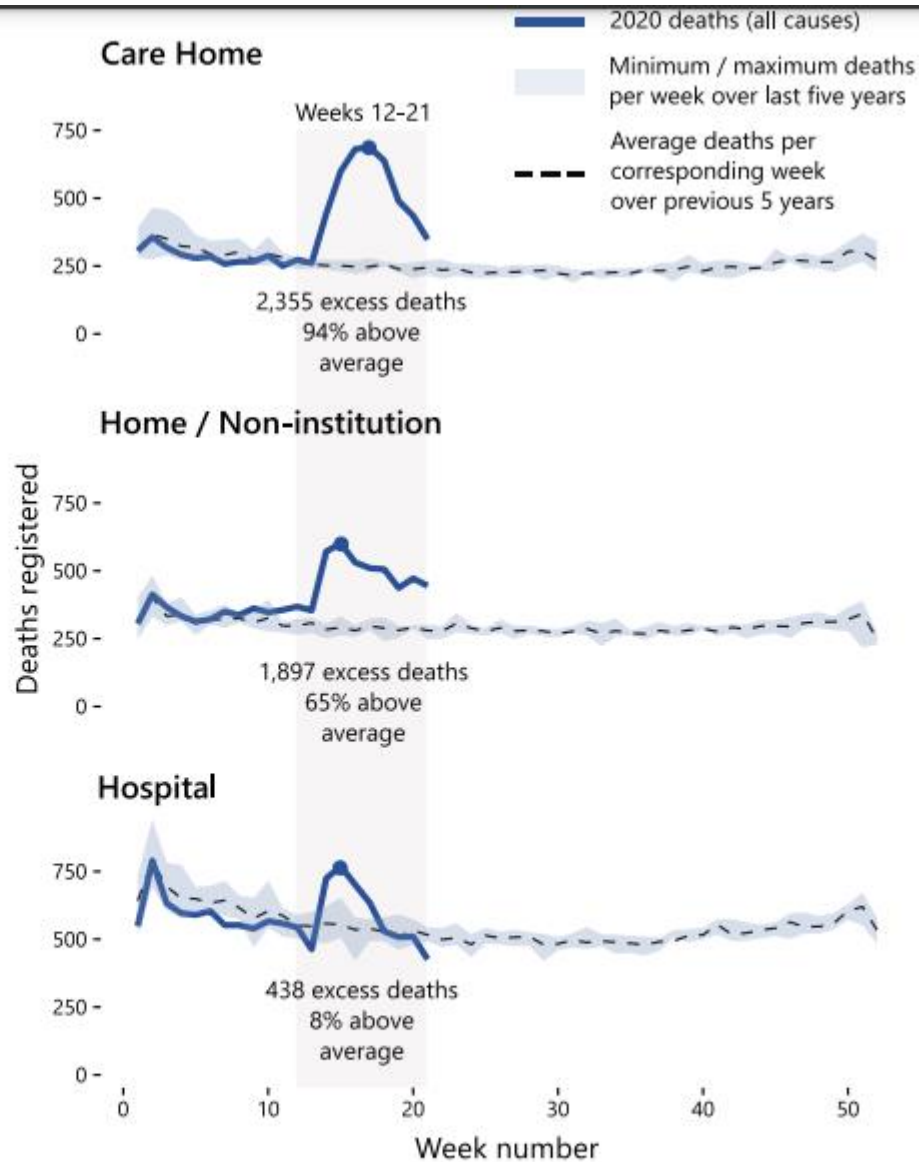 2020 deaths (all causes)
Minimum / maximum deaths
per week over last five years
Average deaths per
corresponding week
over previous 5 years
Care Home
Weeks 12-21
750
500
250
0
2,355 excess deaths
94% above
average
Home / Non-institution
Deaths registered
750
500
250
0
1,897 excess deaths
65% above
average
Hospital
750
500
250
0
438 excess deaths
8% above
average
0 10 20 30 40 50
Week number